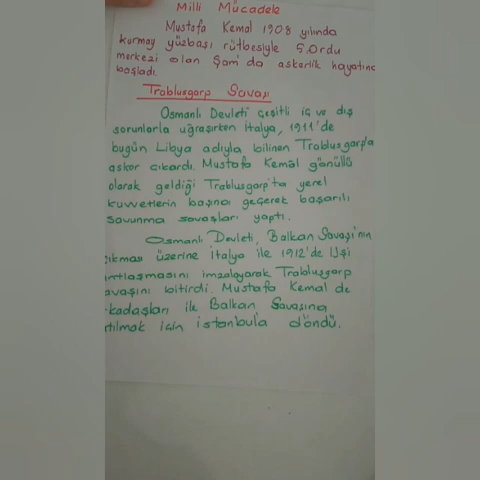 Milli Mücadele
Mustafa Kemal 1908 yılında
kurmay yüzbaşı rütbesiyle 5.Ordu
merkezi olan Şam'da askerlik hayatına
başladı.
Trablusgarp Savaşı
Osmanlı Devleti çeşitli iç ve dış
sorunlarla uğraşırken İtalya, 1911'de
bugün Libya adıyla bilinen Trablusgarp'a
asker çıkardı. Mustafa Kemal gönüllü
olarak geldiği Trablusgarp'ta yerel
kuvvetlerin başına geçerek başarılı
savunma savaşları yaptı.
Osmanlı Devleti, Balkan Savaşı'nın
çıkması üzerine İtalya ile 1912'de Uşi
antlaşmasını imzalayarak Trablusgarp
savaşını bitirdi. Mustafa Kemal de
kadaşları ile Balkan Savaşına
tılmak için istanbul'a döndü.